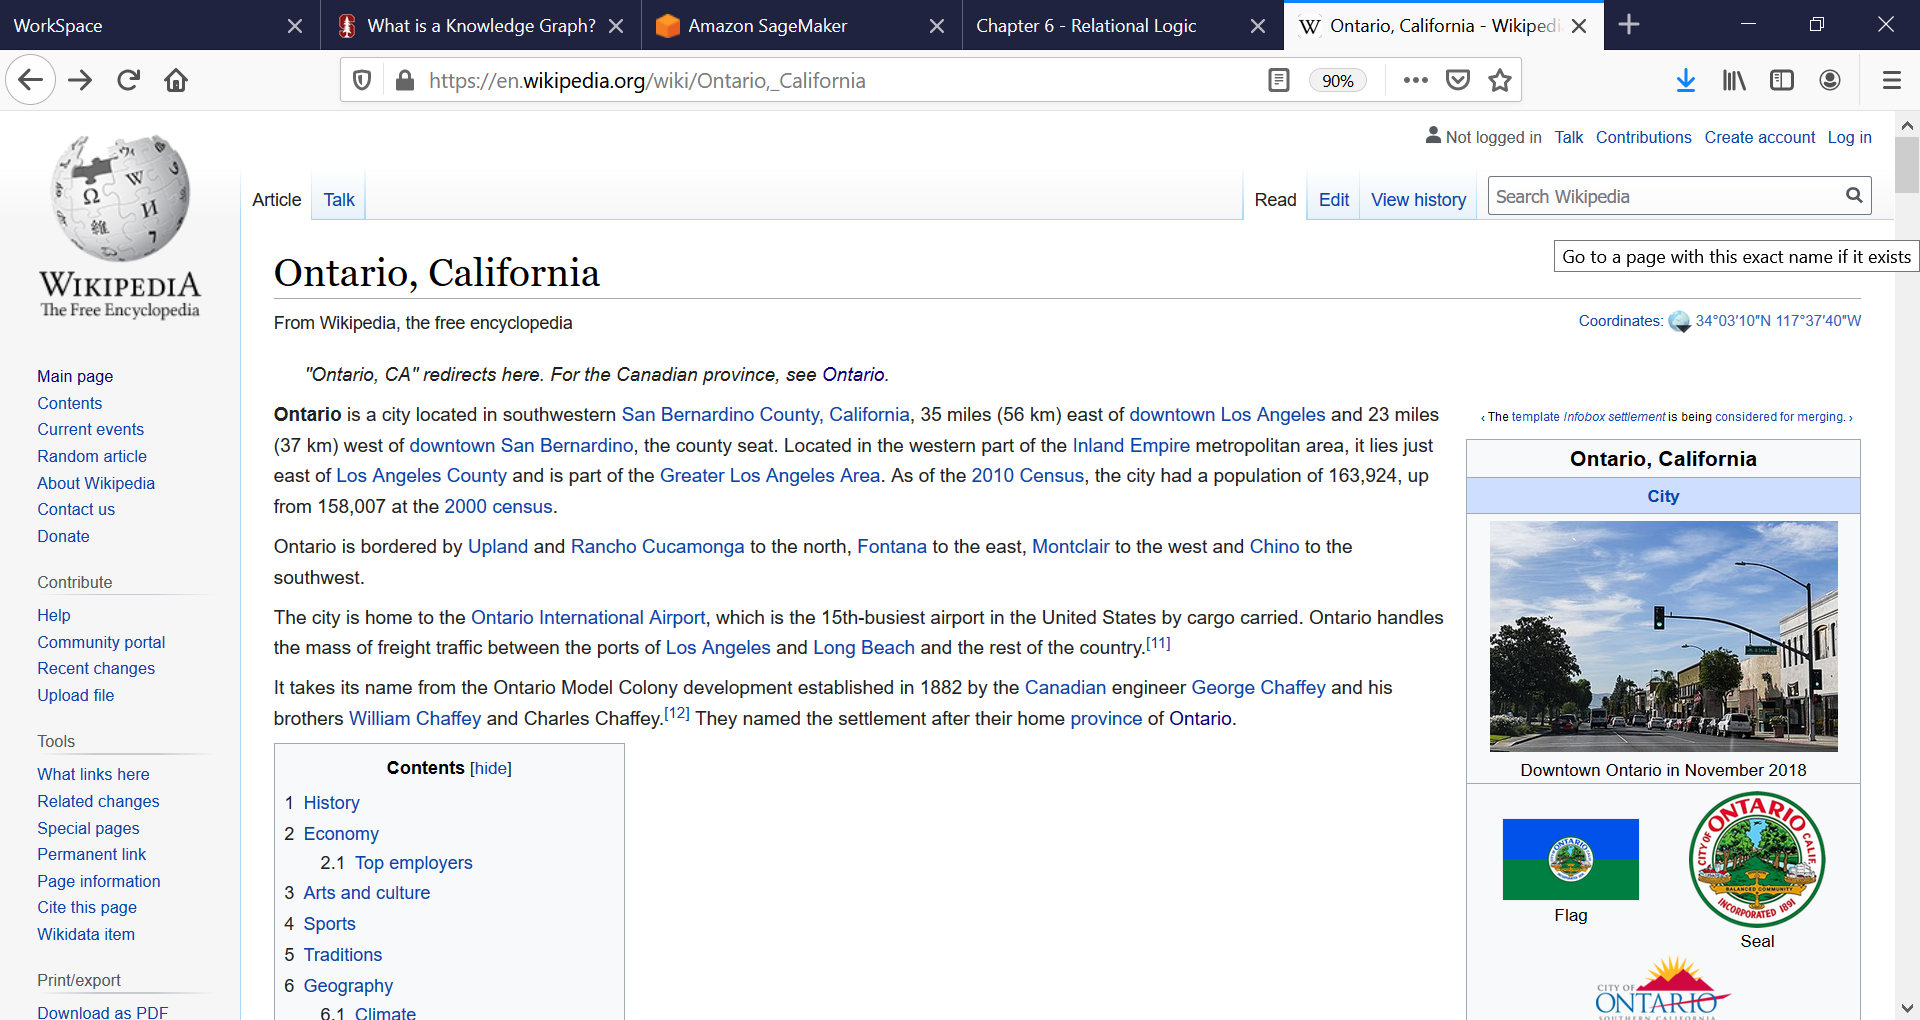 WorkSpace
What is a Knowledge Graph?
Amazon SageMaker
Chapter 6 - Relational Logic
Ontario, California - Wikipedi
https://en.wikipedia.org/wiki/Ontario,_California
90%
Not logged in Talk Contributions Create account Log in
Article Talk
Read Edit View history
Search Wikipedia
Go to a page with this exact name if it exists
WIKIPEDIA
The Free Encyclopedia
Main page
Contents
Current events
Random article
About Wikipedia
Contact us
Donate
Contribute
Help
Community portal
Recent changes
Upload file
Tools
What links here
Related changes
Special pages
Permanent link
Page information
Cite this page
Wikidata item
Print/export
Download as PDF
Ontario, California
From Wikipedia, the free encyclopedia
Coordinates: 34°03′10″N 117°37′40″W
"Ontario, CA" redirects here. For the Canadian province, see Ontario.
Ontario is a city located in southwestern San Bernardino County, California, 35 miles (56 km) east of downtown Los Angeles and 23 miles
(37 km) west of downtown San Bernardino, the county seat. Located in the western part of the Inland Empire metropolitan area, it lies just
east of Los Angeles County and is part of the Greater Los Angeles Area. As of the 2010 Census, the city had a population of 163,924, up
from 158,007 at the 2000 census.
Ontario is bordered by Upland and Rancho Cucamonga to the north, Fontana to the east, Montclair to the west and Chino to the
southwest.
The city is home to the Ontario International Airport, which is the 15th-busiest airport in the United States by cargo carried. Ontario handles
the mass of freight traffic between the ports of Los Angeles and Long Beach and the rest of the country.[11]
It takes its name from the Ontario Model Colony development established in 1882 by the Canadian engineer George Chaffey and his
brothers William Chaffey and Charles Chaffey.[12] They named the settlement after their home province of Ontario.
Contents [hide]
1 History
2 Economy
2.1 Top employers
3 Arts and culture
4 Sports
5 Traditions
6 Geography
6.1 Climate
‹ The template Infobox settlement is being considered for merging. ›
Ontario, California
City
Downtown Ontario in November 2018
Flag
CITY OF ONTARIO CALIF.
BALANCED COMMUNITY
INCORPORATED 1891
Seal
CITY OF
ONTARIO
SOUTHERN CALIFORNIA